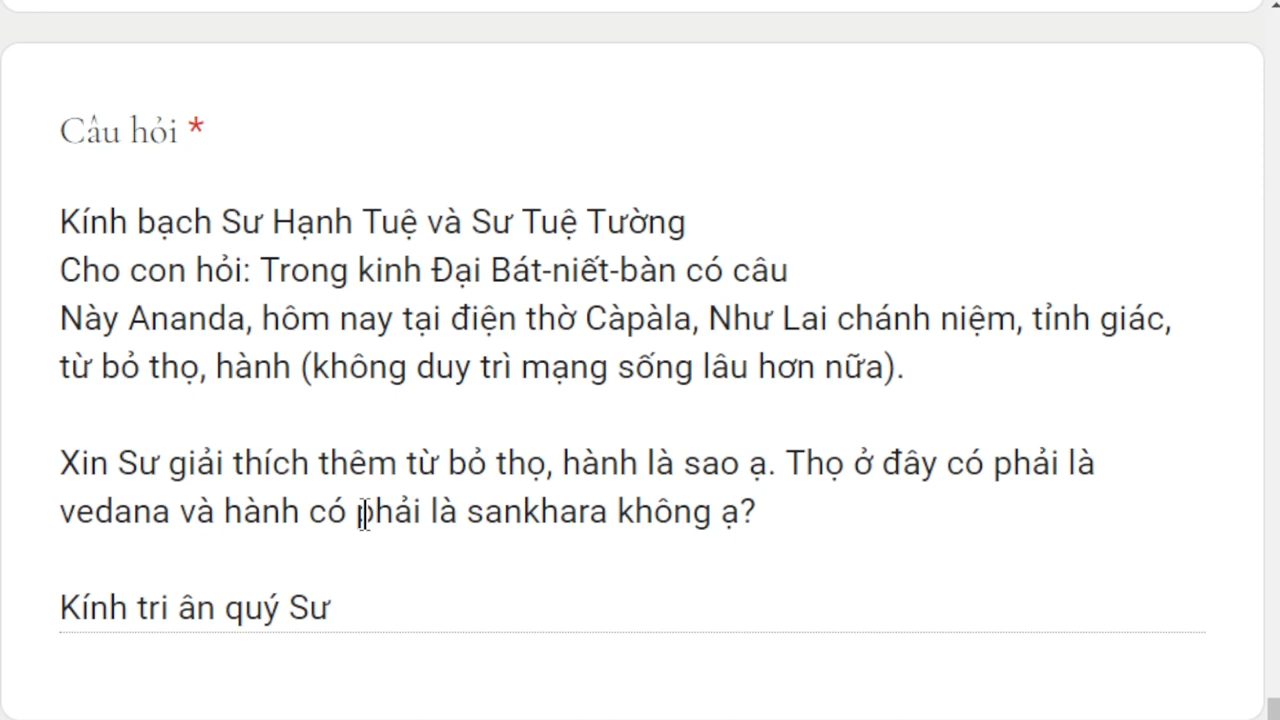 Câu hỏi *
Kính bạch Sư Hạnh Tuệ và Sư Tuệ Tường
Cho con hỏi: Trong kinh Đại Bát-niết-bàn có câu
Này Ananda, hôm nay tại điện thờ Càpàla, Như Lai chánh niệm, tỉnh giác,
từ bỏ thọ, hành (không duy trì mạng sống lâu hơn nữa).
Xin Sư giải thích thêm từ bỏ thọ, hành là sao ạ. Thọ ở đây có phải là
vedana và hành có phải là sankhara không ạ?
Kính tri ân quý Sư